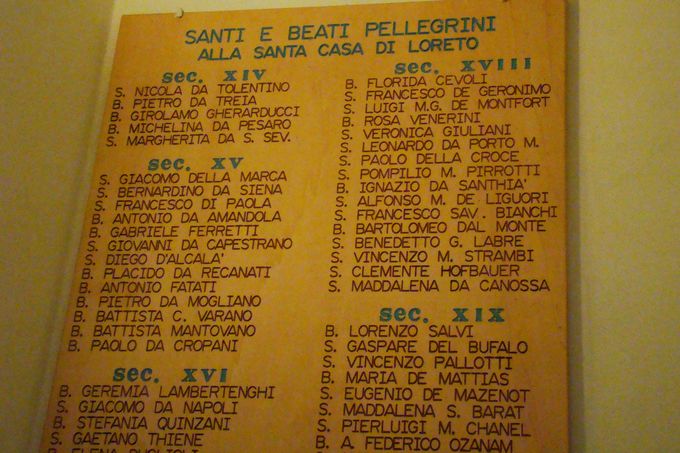 SANTI E BEATI PELLEGRINI
ALLA SANTA CASA DI LORETO
sec. XIV
S. NICOLA DA TOLENTINO
B. PIETRO DA TREIA
B. GIROLAMO GHERARDUCCI
B. MICHELINA DA PESARO
S. MARGHERITA DA S. SEV.
sec. XV
S. GIACOMO DELLA MARCA
S. BERNARDINO DA SIENA
S. FRANCESCO DI PAOLA
B. ANTONIO DA AMANDOLA
B. GABRIELE FERRETTI
S. GIOVANNI DA CAPESTRANO
S. DIEGO D'ALCALA'
B. PLACIDO DA RECANATI
B. ANTONIO FATATI
B. PIETRO DA MOGLIANO
B. BATTISTA C. VARANO
B. BATTISTA MANTOVANO
B. PAOLO DA CROPANI
sec. XVI
B. GEREMIA LAMBERTENGHI
S. GIACOMO DA NAPOLI
B. STEFANIA QUINZANI
S. GAETANO THIENE
B. ELENA DUGLIOLI
sec. XVIII
B. FLORIDA CEVOLI
S. FRANCESCO DE GERONIMO
S. LUIGI M.G. DE MONTFORT
B. ROSA VENERINI
S. VERONICA GIULIANI
S. LEONARDO DA PORTO M.
S. PAOLO DELLA CROCE
S. POMPILIO M. PIRROTTI
B. IGNAZIO DA SANTHIA'
S. ALFONSO M. DE LIGUORI
S. FRANCESCO SAV. BIANCHI
B. BARTOLOMEO DAL MONTE
S. BENEDETTO G. LABRE
S. VINCENZO M. STRAMBI
S. CLEMENTE HOFBAUER
S. MADDALENA DA CANOSSA
sec. XIX
B. LORENZO SALVI
S. GASPARE DEL BUFALO
S. VINCENZO PALLOTTI
B. MARIA DE MATTIAS
S. EUGENIO DE MAZENOT
S. MADDALENA S. BARAT
S. PIERLUIGI M. CHANEL
B. A. FEDERICO OZANAM